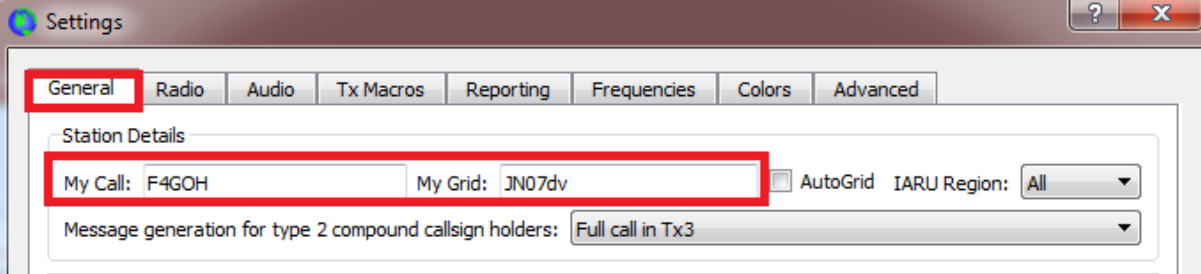 Settings
General Radio Audio Tx Macros Reporting Frequencies Colors Advanced
Station Details
My Call: F4GOH My Grid: JN07dv AutoGrid IARU Region: All
Message generation for type 2 compound callsign holders: Full call in Tx3